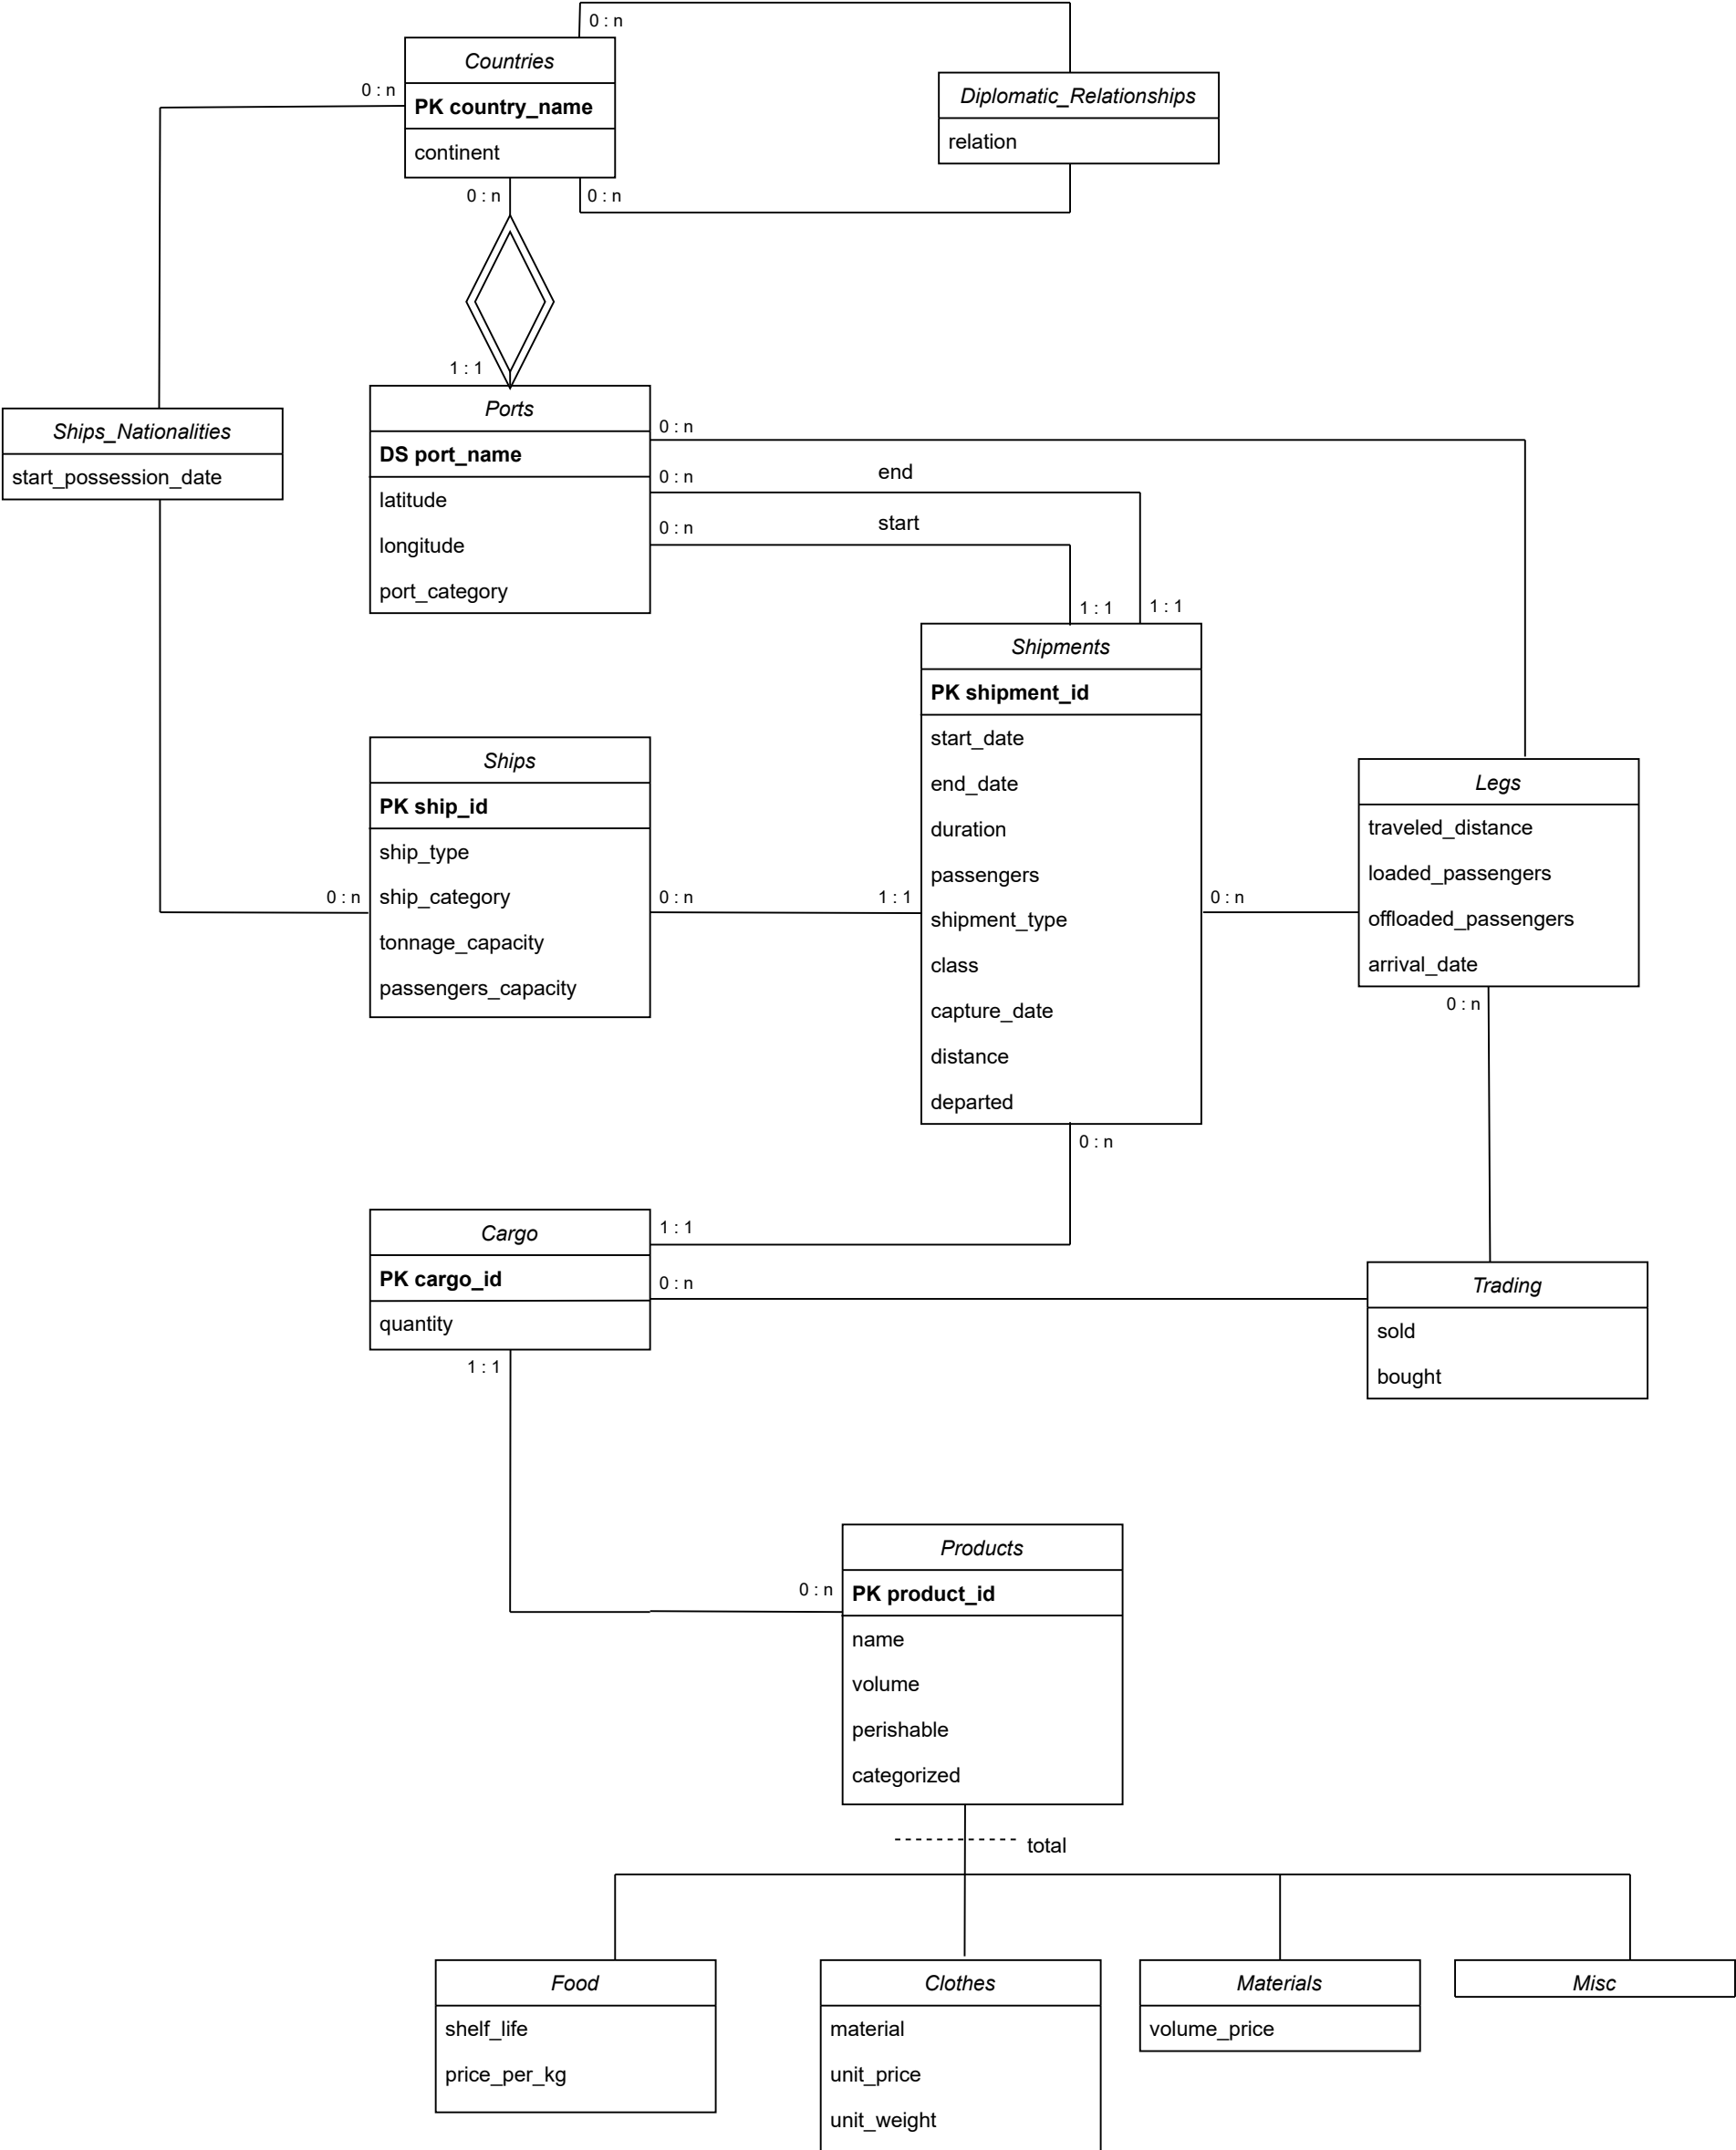 0 : n
Countries
PK country_name
continent
0 : n
0 : n
0 : n
Diplomatic_Relationships
relation
1 : 1
Ships_Nationalities
start_possession_date
Ports
DS port_name
latitude
longitude
port_category
0 : n
0 : n
end
0 : n
start
1 : 1
1 : 1
Shipments
PK shipment_id
start_date
end_date
duration
passengers
shipment_type
class
capture_date
distance
departed
Ships
PK ship_id
ship_type
ship_category
tonnage_capacity
passengers_capacity
0 : n
0 : n
1 : 1
0 : n
Legs
traveled_distance
loaded_passengers
offloaded_passengers
arrival_date
0 : n
0 : n
Cargo
PK cargo_id
quantity
1 : 1
0 : n
1 : 1
Trading
sold
bought
Products
PK product_id
name
volume
perishable
categorized
0 : n
total
Food
shelf_life
price_per_kg
Clothes
material
unit_price
unit_weight
Materials
volume_price
Misc